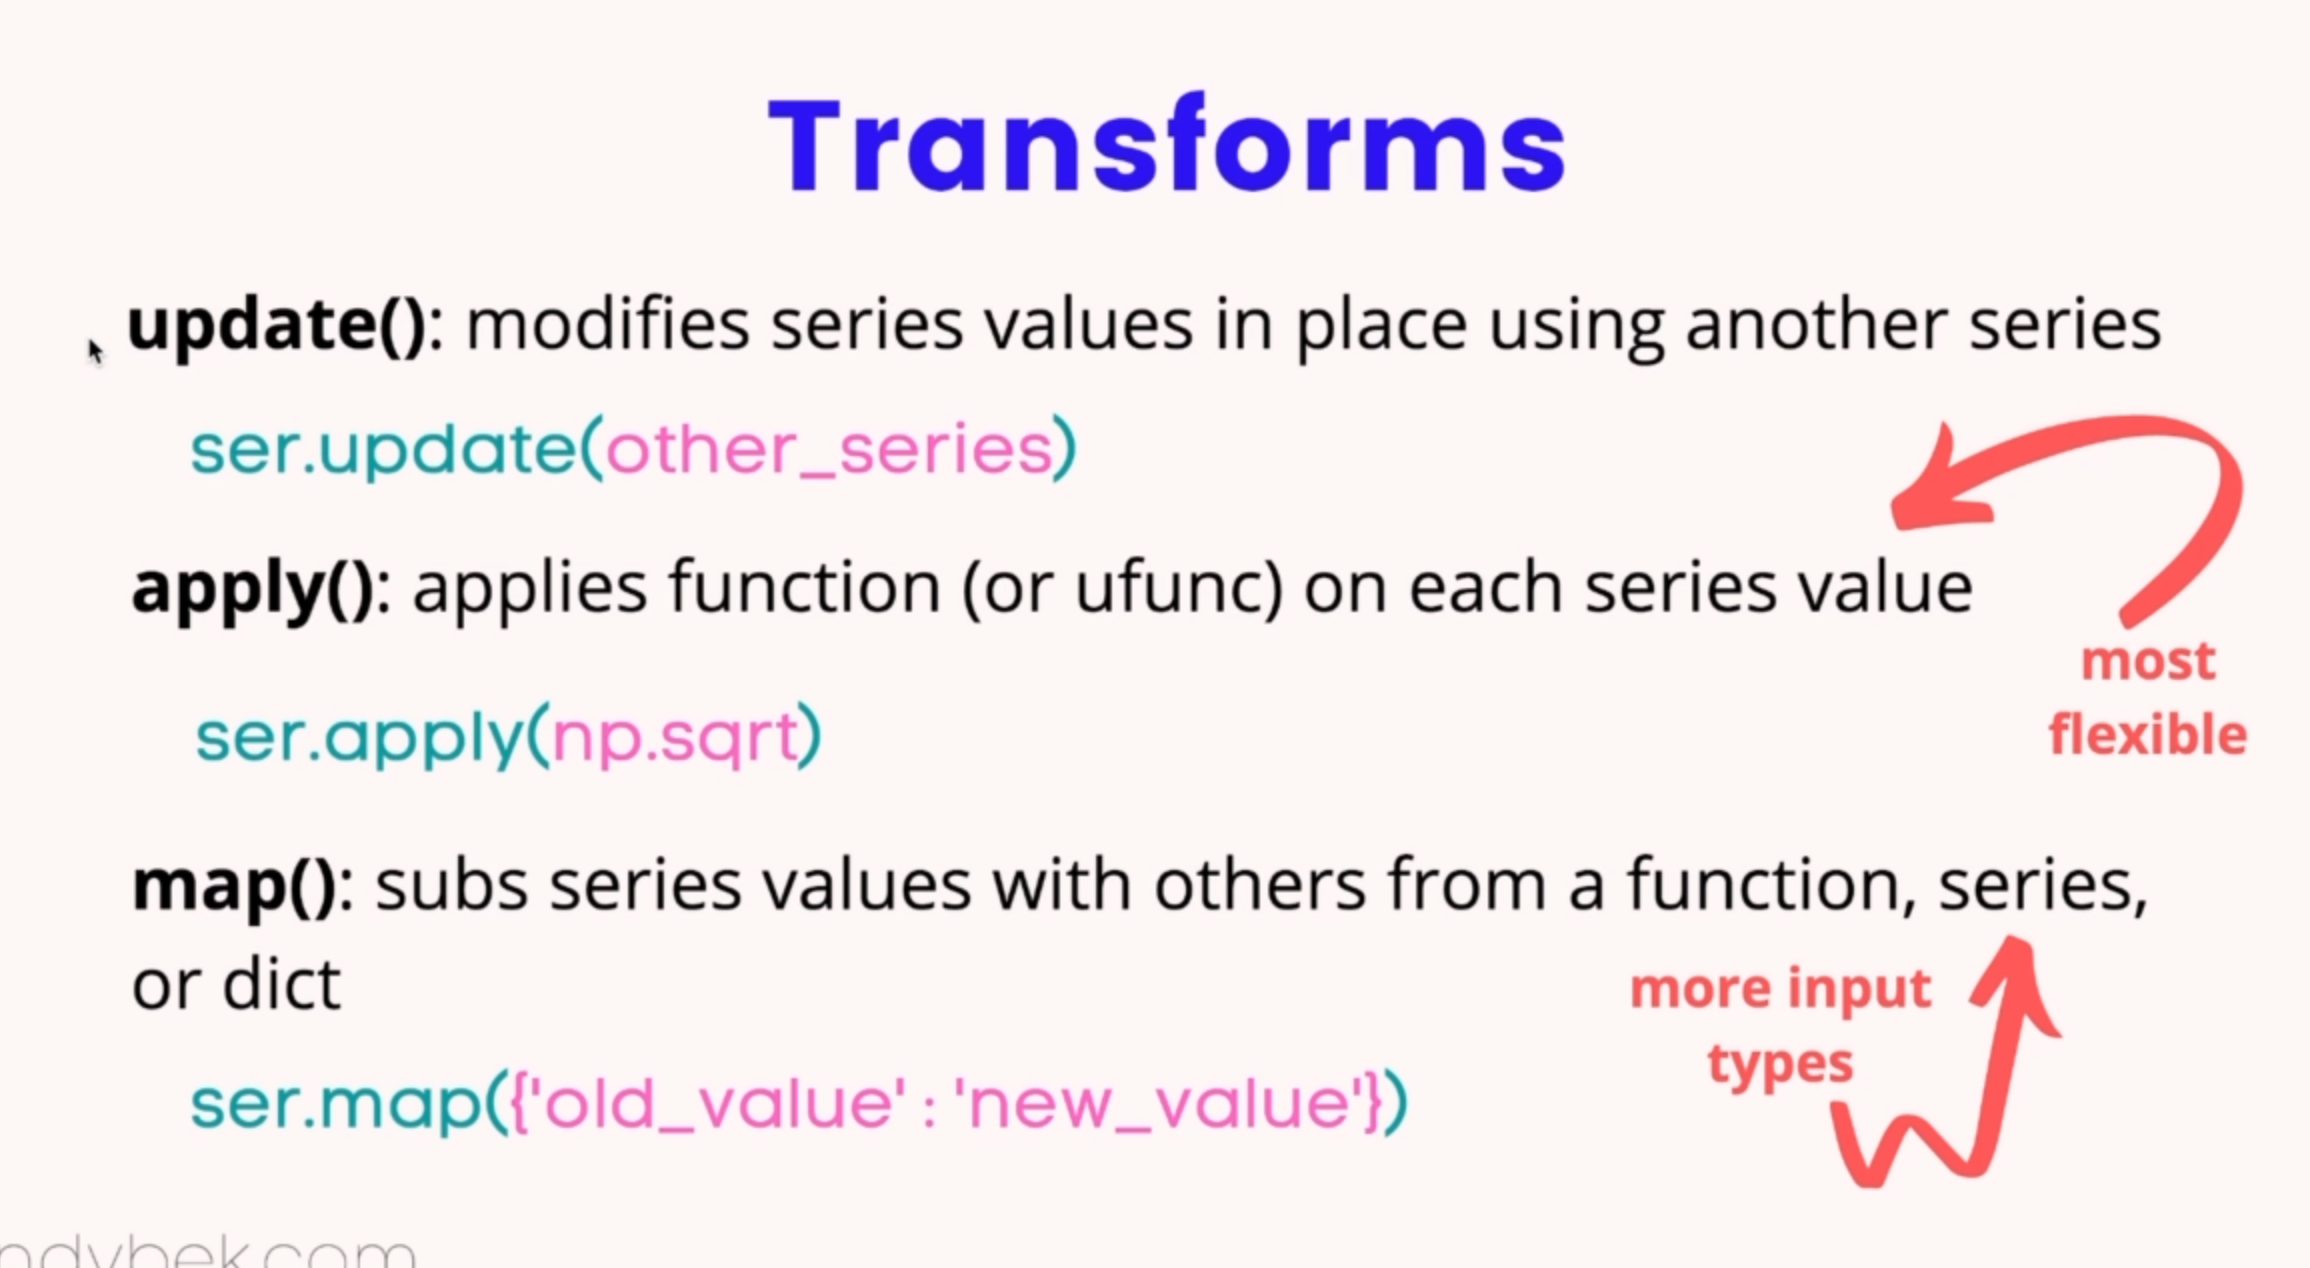 Transforms
update(): modifies series values in place using another series
ser.update(other_series)
apply(): applies function (or ufunc) on each series value
most
flexible
ser.apply(np.sqrt)
map(): subs series values with others from a function, series,
or dict
more input
types
ser.map({'old_value' : 'new_value'})
ndybek.com